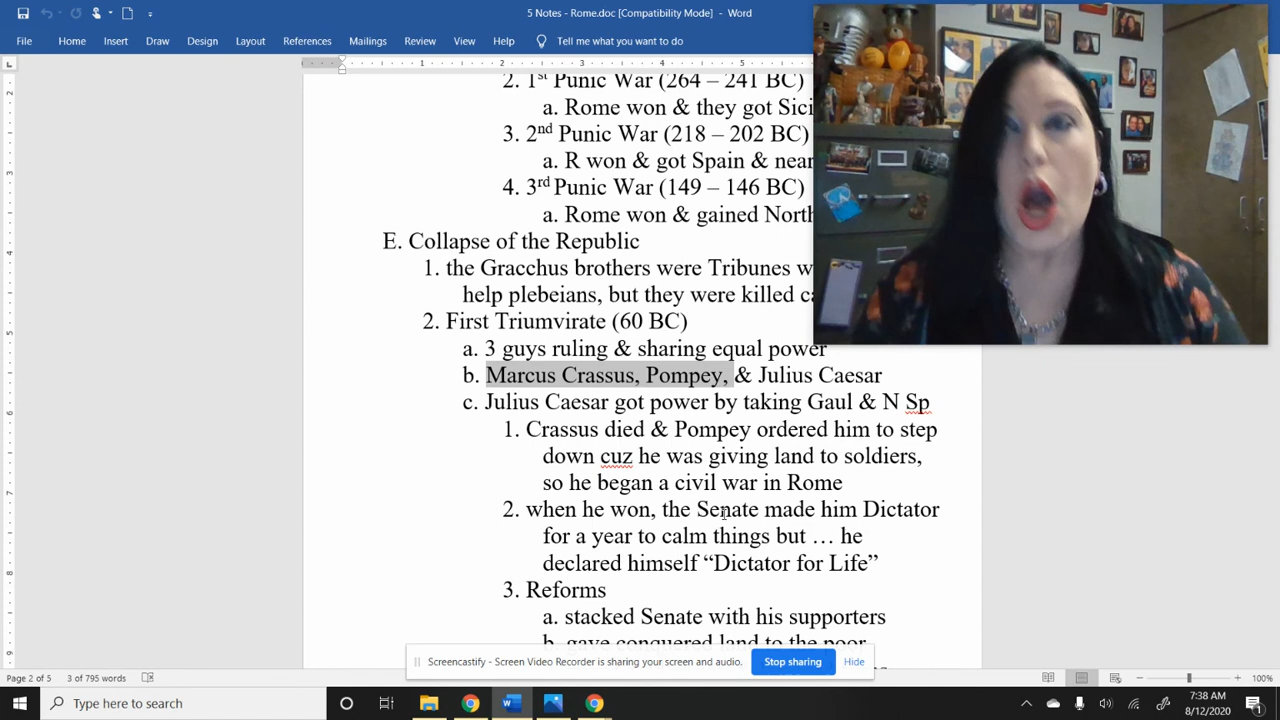 5 Notes - Rome.doc [Compatibility Mode] - Word
File Home Insert Draw Design Layout References Mailings Review View Help Tell me what you want to do
2. 1st Punic War (264 – 241 BC)
a. Rome won & they got Sici
3. 2nd Punic War (218 – 202 BC)
a. R won & got Spain & near
4. 3rd Punic War (149 – 146 BC)
a. Rome won & gained North
E. Collapse of the Republic
1. the Gracchus brothers were Tribunes w
help plebeians, but they were killed
2. First Triumvirate (60 BC)
a. 3 guys ruling & sharing equal power
b. Marcus Crassus, Pompey, & Julius Caesar
c. Julius Caesar got power by taking Gaul & N Sp
1. Crassus died & Pompey ordered him to step
down cuz he was giving land to soldiers,
so he began a civil war in Rome
2. when he won, the Senate made him Dictator
for a year to calm things but … he
declared himself “Dictator for Life”
3. Reforms
a. stacked Senate with his supporters
b. gave conquered land to the poor
Screencastify - Screen Video Recorder is sharing your screen and audio. Stop sharing Hide
Page 2 of 5 3 of 795 words 100%
Type here to search
7:38 AM
8/12/2020